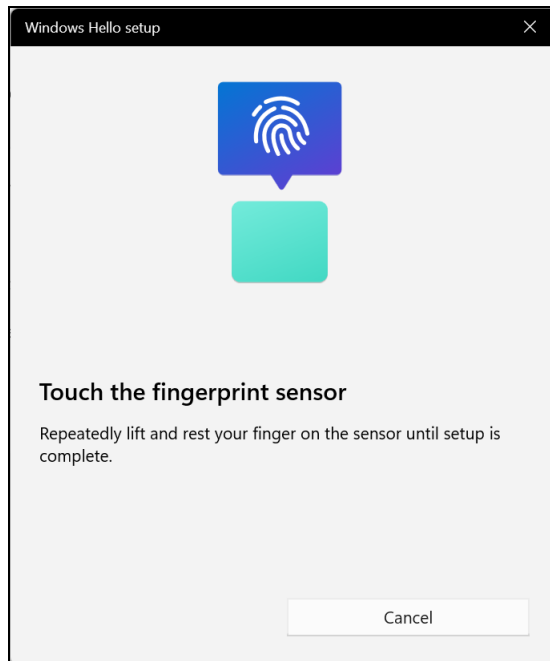 Windows Hello setup
Touch the fingerprint sensor
Repeatedly lift and rest your finger on the sensor until setup is
complete.
Cancel